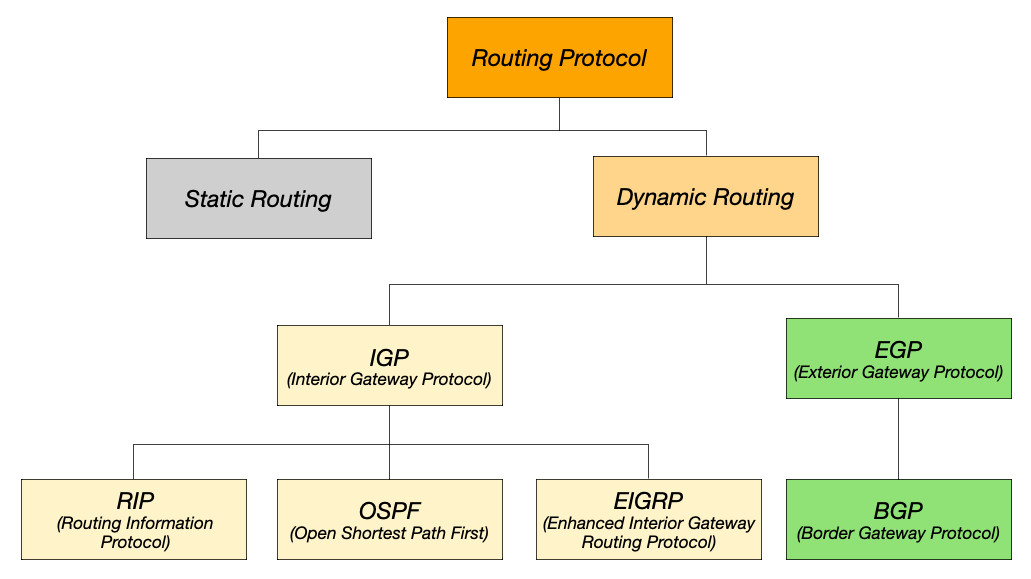 Routing Protocol
Static Routing
Dynamic Routing
IGP
(Interior Gateway Protocol)
EGP
(Exterior Gateway Protocol)
RIP
(Routing Information
Protocol)
OSPF
(Open Shortest Path First)
EIGRP
(Enhanced Interior Gateway
Routing Protocol)
BGP
(Border Gateway Protocol)